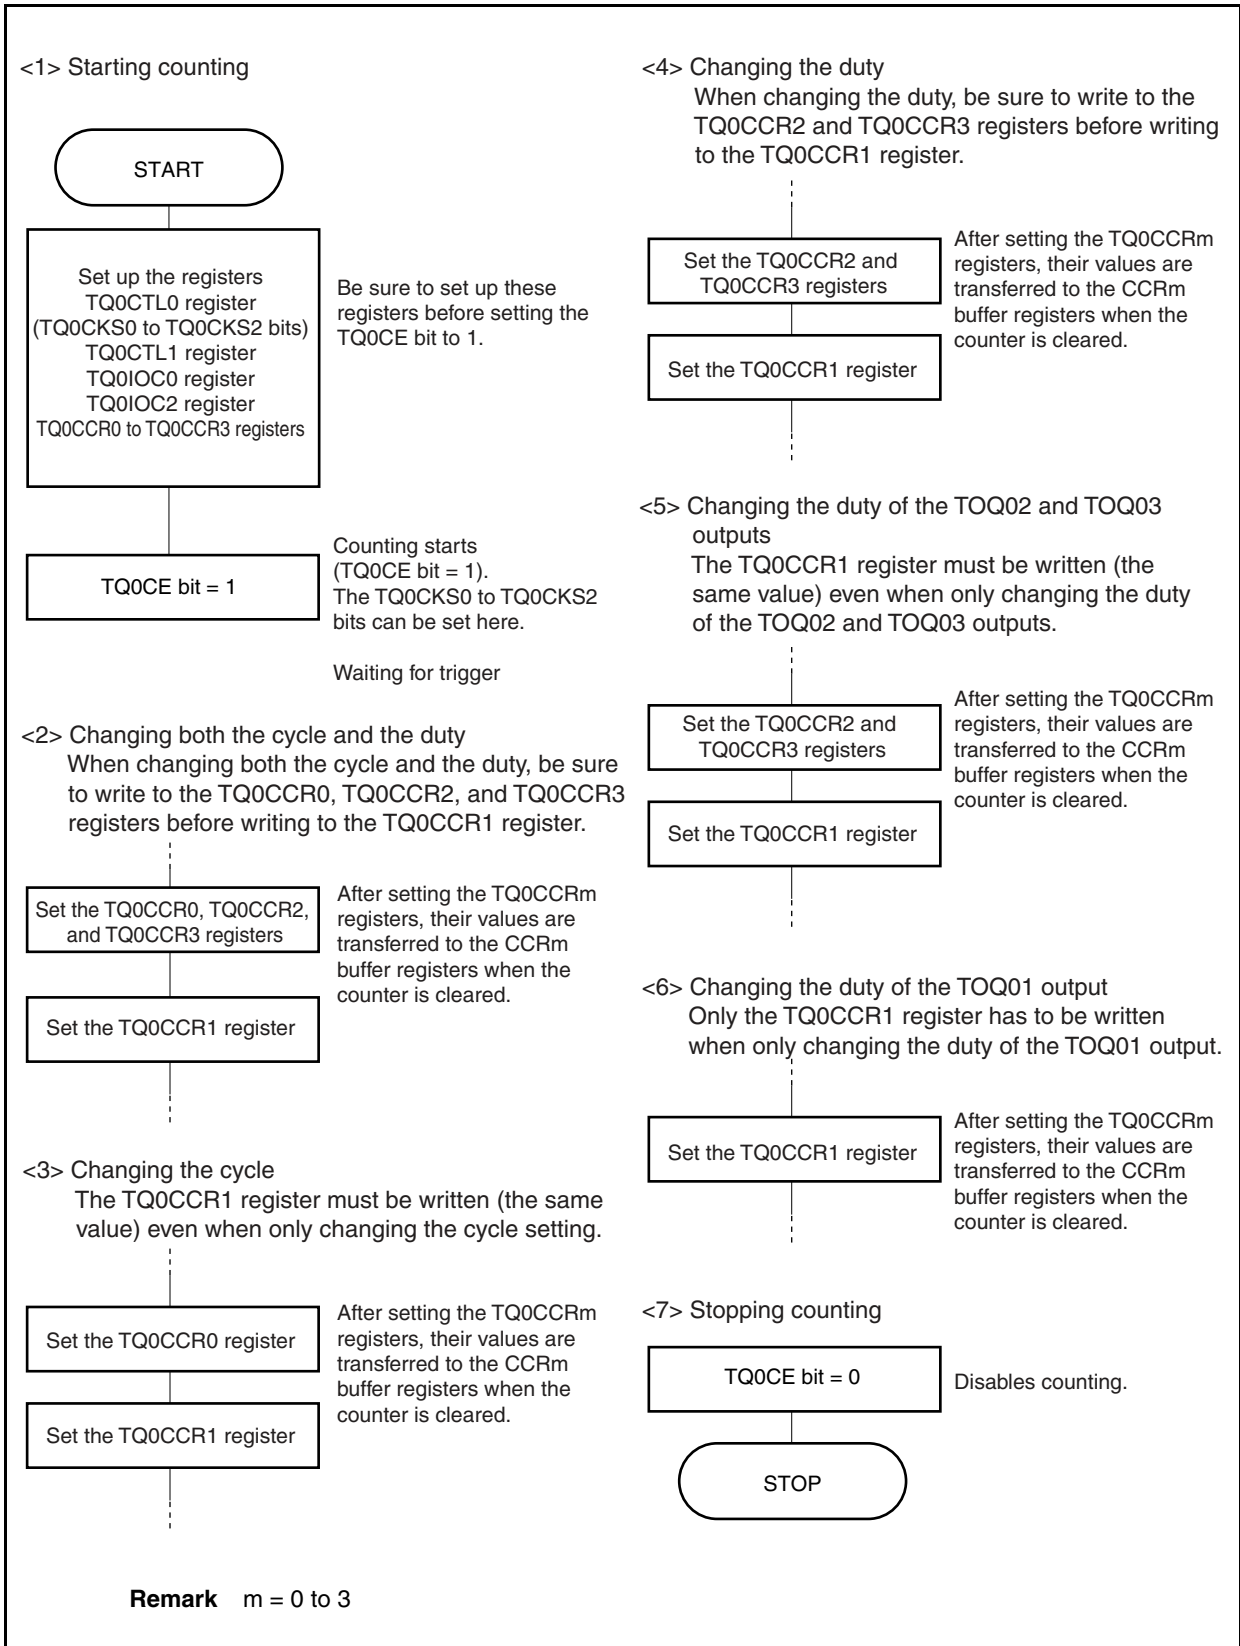 <1> Starting counting
START
Set up the registers
TQ0CTL0 register
(TQ0CKS0 to TQ0CKS2 bits)
TQ0CTL1 register
TQ0IOC0 register
TQ0IOC2 register
TQ0CCR0 to TQ0CCR3 registers
Be sure to set up these
registers before setting the
TQ0CE bit to 1.
TQ0CE bit = 1
Counting starts
(TQ0CE bit = 1).
The TQ0CKS0 to TQ0CKS2
bits can be set here.
Waiting for trigger
<2> Changing both the cycle and the duty
When changing both the cycle and the duty, be sure
to write to the TQ0CCR0, TQ0CCR2, and TQ0CCR3
registers before writing to the TQ0CCR1 register.
Set the TQ0CCR0, TQ0CCR2,
and TQ0CCR3 registers
After setting the TQ0CCRm
registers, their values are
transferred to the CCRm
buffer registers when the
counter is cleared.
Set the TQ0CCR1 register
<3> Changing the cycle
The TQ0CCR1 register must be written (the same
value) even when only changing the cycle setting.
Set the TQ0CCR0 register
After setting the TQ0CCRm
registers, their values are
transferred to the CCRm
buffer registers when the
counter is cleared.
Set the TQ0CCR1 register
<4> Changing the duty
When changing the duty, be sure to write to the
TQ0CCR2 and TQ0CCR3 registers before writing
to the TQ0CCR1 register.
Set the TQ0CCR2 and
TQ0CCR3 registers
After setting the TQ0CCRm
registers, their values are
transferred to the CCRm
buffer registers when the
counter is cleared.
Set the TQ0CCR1 register
<5> Changing the duty of the TOQ02 and TOQ03
outputs
The TQ0CCR1 register must be written (the
same value) even when only changing the duty
of the TOQ02 and TOQ03 outputs.
Set the TQ0CCR2 and
TQ0CCR3 registers
After setting the TQ0CCRm
registers, their values are
transferred to the CCRm
buffer registers when the
counter is cleared.
Set the TQ0CCR1 register
<6> Changing the duty of the TOQ01 output
Only the TQ0CCR1 register has to be written
when only changing the duty of the TOQ01 output.
Set the TQ0CCR1 register
After setting the TQ0CCRm
registers, their values are
transferred to the CCRm
buffer registers when the
counter is cleared.
<7> Stopping counting
TQ0CE bit = 0
Disables counting.
STOP
Remark m = 0 to 3